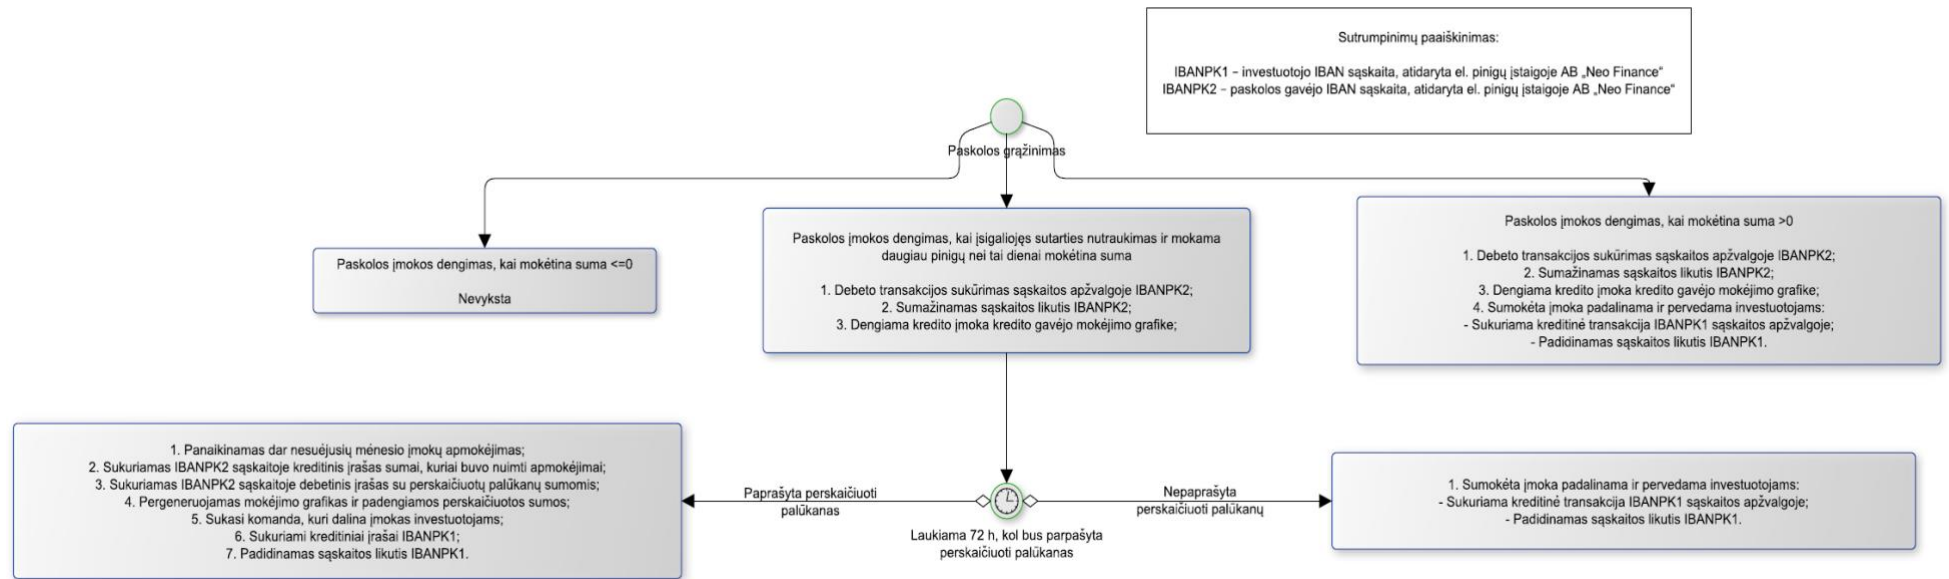 Sutrumpinimų paaiškinimas:
IBANPK1 – investuotojo IBAN sąskaita, atidaryta el. pinigų įstaigoje AB „Neo Finance“
IBANPK2 – paskolos gavėjo IBAN sąskaita, atidaryta el. pinigų įstaigoje AB „Neo Finance“
Paskolos grąžinimas
Paskolos įmokos dengimas, kai mokėtina suma <=0
Nevyksta
Paskolos įmokos dengimas, kai įsigaliojęs sutarties nutraukimas ir mokama
daugiau pinigų nei tai dienai mokėtina suma
1. Debeto transakcijos sukūrimas sąskaitos apžvalgoje IBANPK2;
2. Sumažinamas sąskaitos likutis IBANPK2;
3. Dengiama kredito įmoka kredito gavėjo mokėjimo grafike;
Paskolos įmokos dengimas, kai mokėtina suma >0
1. Debeto transakcijos sukūrimas sąskaitos apžvalgoje IBANPK2;
2. Sumažinamas sąskaitos likutis IBANPK2;
3. Dengiama kredito įmoka kredito gavėjo mokėjimo grafike;
4. Sumokėta įmoka padalinama ir pervedama investuotojams:
- Sukuriama kreditinė transakcija IBANPK1 sąskaitos apžvalgoje;
- Padidinamas sąskaitos likutis IBANPK1.
1. Panaikinamas dar nesuėjusių mėnesio įmokų apmokėjimas;
2. Sukuriamas IBANPK2 sąskaitoje kreditinis įrašas sumai, kuriai buvo nuimti apmokėjimai;
3. Sukuriamas IBANPK2 sąskaitoje debetinis įrašas su perskaičiuotų palūkanų sumomis;
4. Pergeneruojamas mokėjimo grafikas ir padengiamos perskaičiuotos sumos;
5. Sukasi komanda, kuri dalina įmokas investuotojams;
6. Sukuriami kreditiniai įrašai IBANPK1;
7. Padidinamas sąskaitos likutis IBANPK1.
Paprašyta perskaičiuoti
palūkanas
Laukiama 72 h, kol bus parpašyta
perskaičiuoti palūkanas
Nepaprašyta
perskaičiuoti palūkanų
1. Sumokėta įmoka padalinama ir pervedama investuotojams:
- Sukuriama kreditinė transakcija IBANPK1 sąskaitos apžvalgoje;
- Padidinamas sąskaitos likutis IBANPK1.